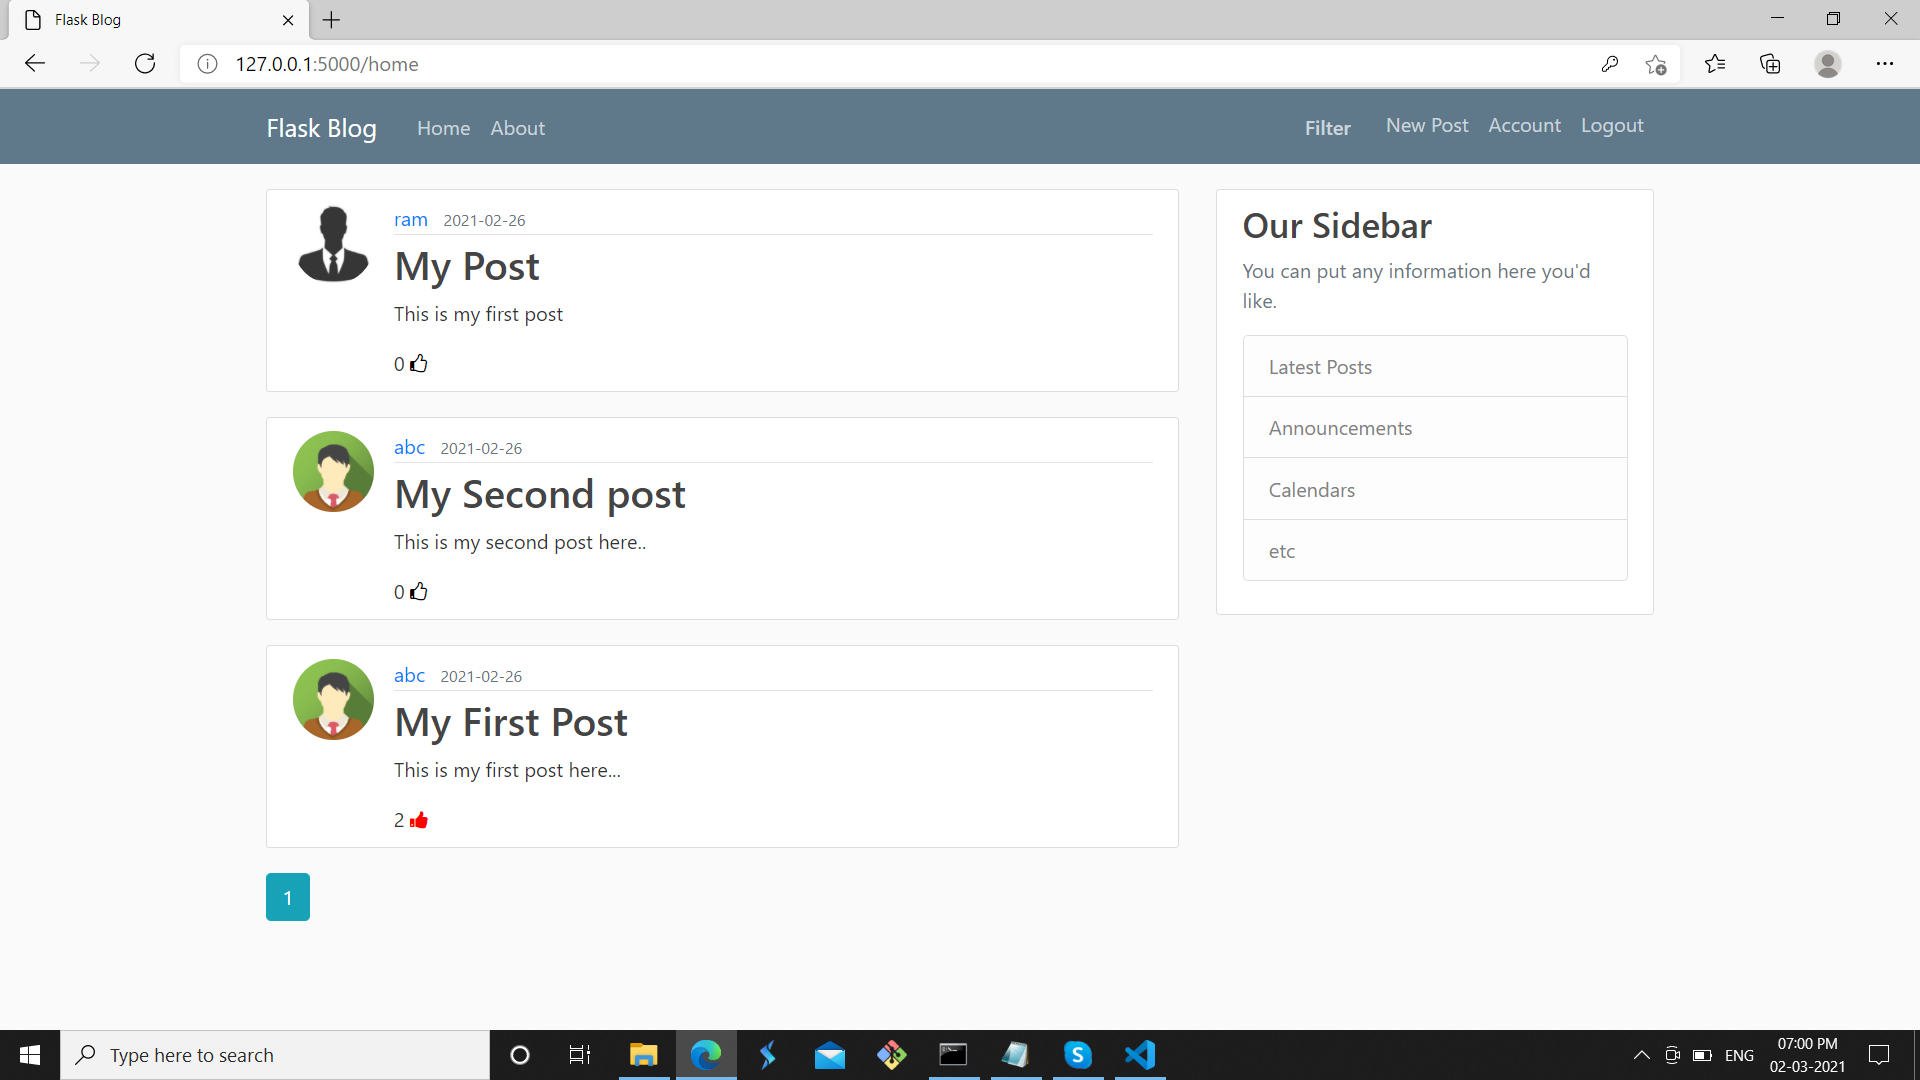 Flask Blog
127.0.0.1:5000/home
Flask Blog Home About Filter New Post Account Logout
ram 2021-02-26
My Post
This is my first post
0
abc 2021-02-26
My Second post
This is my second post here..
0
abc 2021-02-26
My First Post
This is my first post here...
2
1
Our Sidebar
You can put any information here you'd
like.
Latest Posts
Announcements
Calendars
etc
Type here to search
S
ENG
07:00 PM
02-03-2021